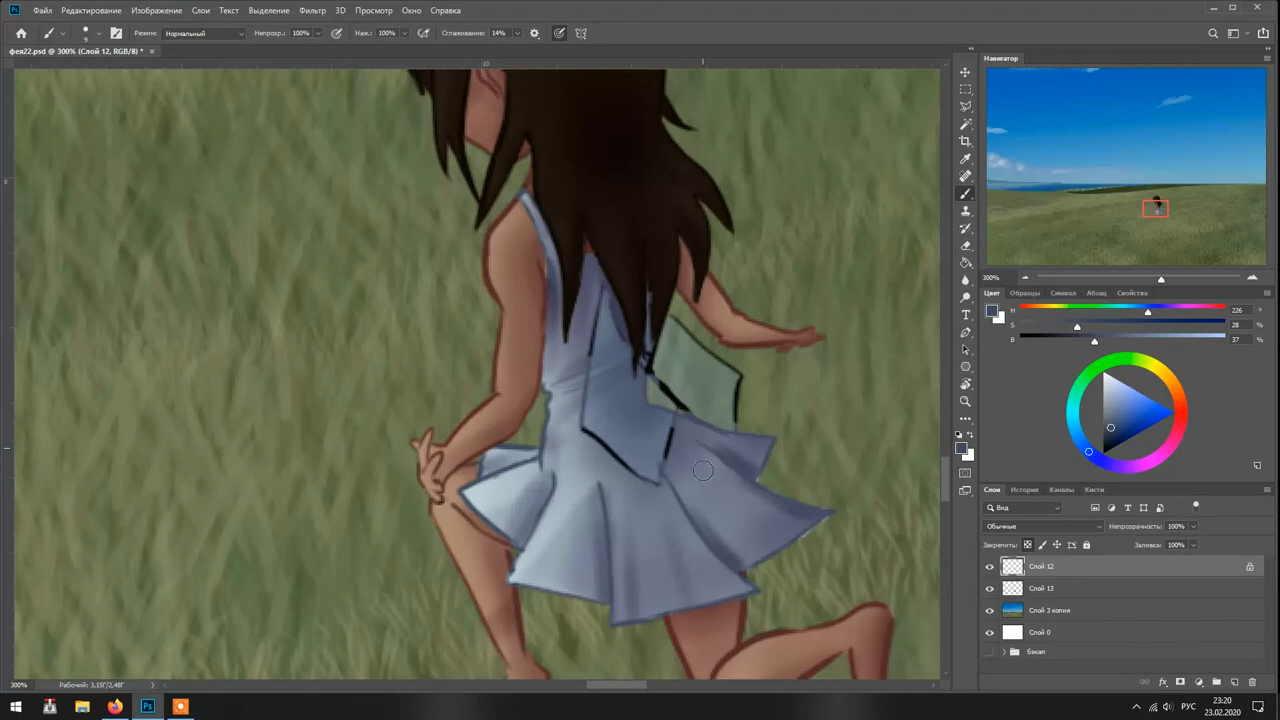 Файл Редактирование Изображение Слои Текст Выделение Фильтр 3D Просмотр Окно Справка
9 Режим: Нормальный Непрозр.: 100% Наж.: 100% Сглаживание: 14%
фея22.psd @ 300% (Слой 12, RGB/8*) *
Навигатор
10
300%
Цвет Образцы Символ Абзац Свойства
H 226 °
S 28 %
B 37 %
Слои История Каналы Кисти
Вид
Обычные Непрозрачность: 100%
Закрепить: Заливка: 100%
Слой 12
Слой 13
Слой 3 копия
Слой 0
бэкап
300% Рабочий: 3,15Г/2,48Г
РУС 23:20
23.02.2020